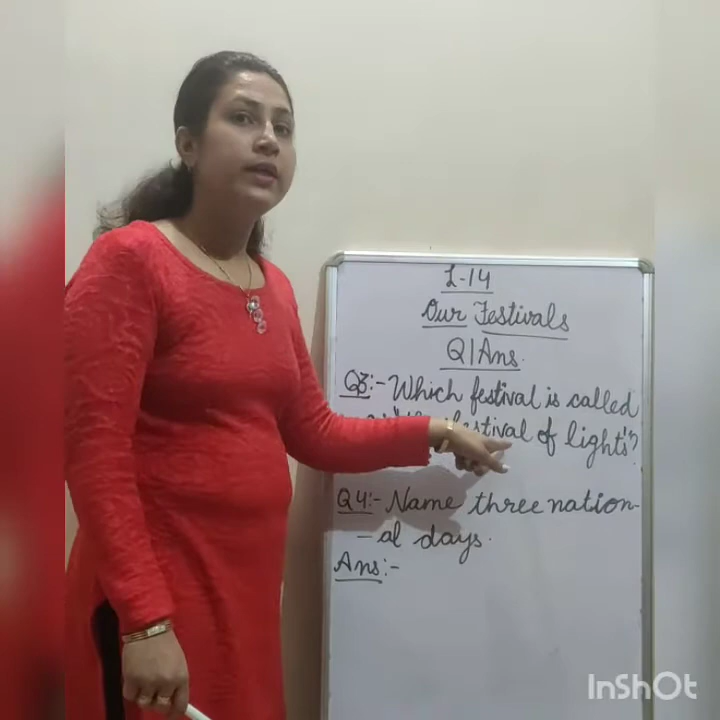 L-14
Our Festivals
Q/Ans.
Q3:- Which festival is called
festival of lights"?
Q4:- Name three nation-
- al days.
Ans:-
InShOt